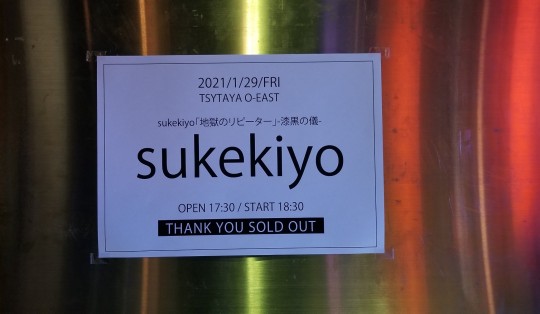 2021/1/29/FRI
TSYTAYA O-EAST
sukekiyo「地獄のリピーター」-漆黒の儀-
sukekiyo
OPEN 17:30 / START 18:30
THANK YOU SOLD OUT